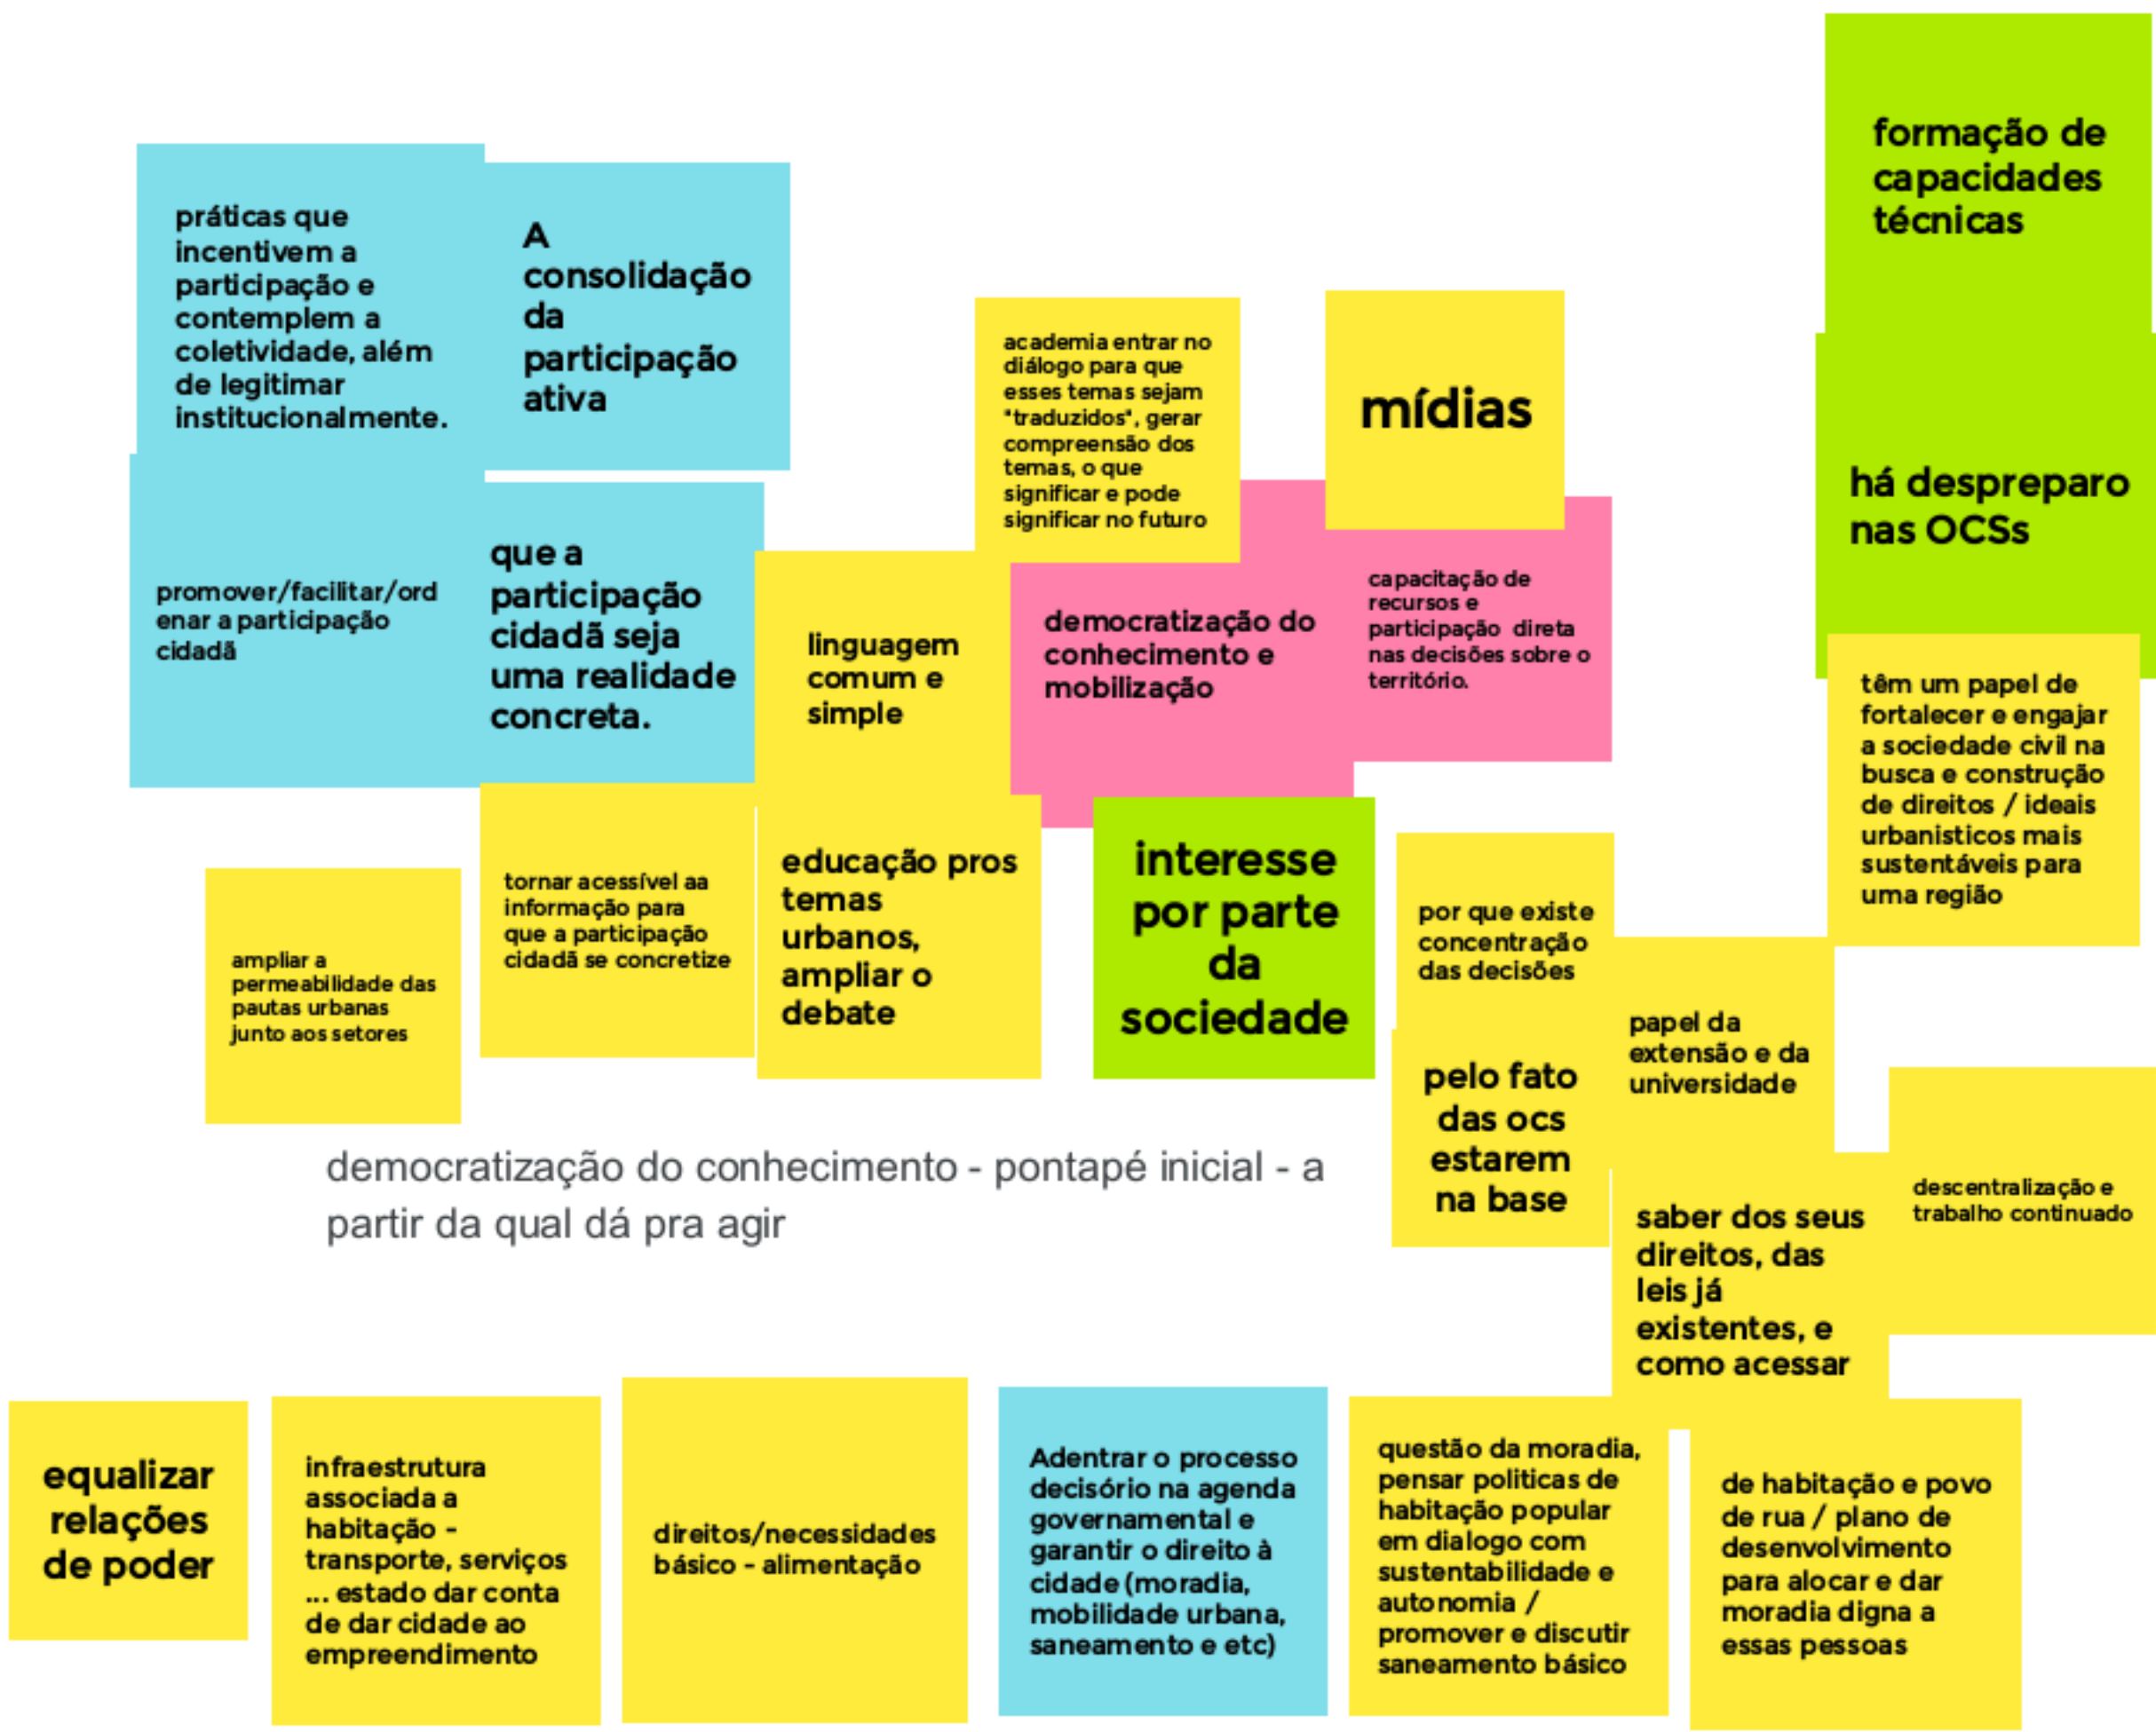 formação de
capacidades
técnicas
práticas que
incentivem a
participação e
contemplem a
coletividade, além
de legitimar
institucionalmente.
A
consolidação
da
participação
ativa
academia entrar no
diálogo para que
esses temas sejam
"traduzidos", gerar
compreensão dos
temas, o que
significar e pode
significar no futuro
mídias
há despreparo
nas OCSs
promover/facilitar/ord
enar a participação
cidadã
que a
participação
cidadã seja
uma realidade
concreta.
linguagem
comum e
simple
democratização do
conhecimento e
mobilização
capacitação de
recursos e
participação direta
nas decisões sobre o
território.
têm um papel de
fortalecer e engajar
a sociedade civil na
busca e construção
de direitos / ideais
urbanisticos mais
sustentáveis para
uma região
ampliar a
permeabilidade das
pautas urbanas
junto aos setores
tornar acessível aa
informação para
que a participação
cidadã se concretize
educação pros
temas
urbanos,
ampliar o
debate
interesse
por parte
da
sociedade
por que existe
concentração
das decisões
papel da
extensão e da
universidade
pelo fato
das ocs
estarem
na base
descentralização e
trabalho continuado
saber dos seus
direitos, das
leis já
existentes, e
como acessar
democratização do conhecimento - pontapé inicial - a
partir da qual dá pra agir
equalizar
relações
de poder
infraestrutura
associada a
habitação -
transporte, serviços
... estado dar conta
de dar cidade ao
empreendimento
direitos/necessidades
básico - alimentação
Adentrar o processo
decisório na agenda
governamental e
garantir o direito à
cidade (moradia,
mobilidade urbana,
saneamento e etc)
questão da moradia,
pensar politicas de
habitação popular
em dialogo com
sustentabilidade e
autonomia /
promover e discutir
saneamento básico
de habitação e povo
de rua / plano de
desenvolvimento
para alocar e dar
moradia digna a
essas pessoas